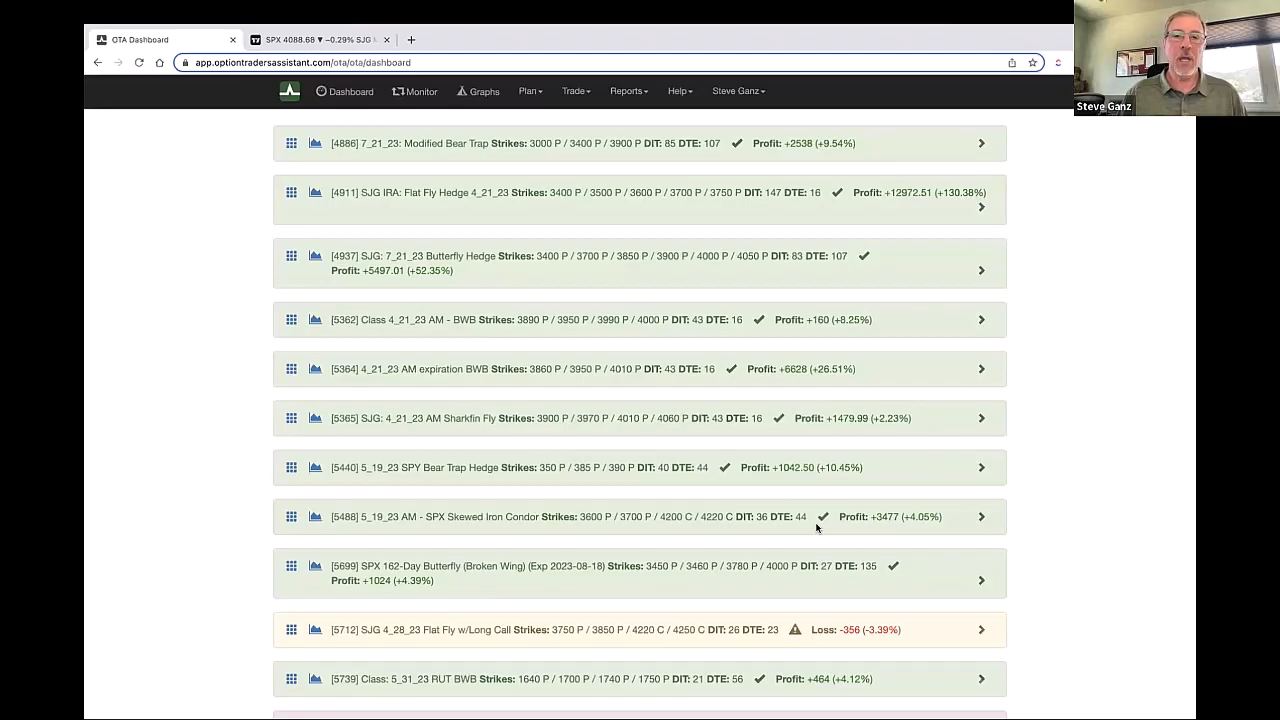 OTA Dashboard
SPX 4088.68 ▼ −0.29% SJG
app.optiontradersassistant.com/ota/ota/dashboard
Steve Ganz
Dashboard Monitor Graphs Plan Trade Reports Help Steve Ganz
[4886] 7_21_23: Modified Bear Trap Strikes: 3000 P / 3400 P / 3900 P DIT: 85 DTE: 107 Profit: +2538 (+9.54%)
[4911] SJG IRA: Flat Fly Hedge 4_21_23 Strikes: 3400 P / 3500 P / 3600 P / 3700 P / 3750 P DIT: 147 DTE: 16 Profit: +12972.51 (+130.38%)
[4937] SJG: 7_21_23 Butterfly Hedge Strikes: 3400 P / 3700 P / 3850 P / 3900 P / 4000 P / 4050 P DIT: 83 DTE: 107
Profit: +5497.01 (+52.35%)
[5362] Class 4_21_23 AM - BWB Strikes: 3890 P / 3950 P / 3990 P / 4000 P DIT: 43 DTE: 16 Profit: +160 (+8.25%)
[5364] 4_21_23 AM expiration BWB Strikes: 3860 P / 3950 P / 4010 P DIT: 43 DTE: 16 Profit: +6628 (+26.51%)
[5365] SJG: 4_21_23 AM Sharkfin Fly Strikes: 3900 P / 3970 P / 4010 P / 4060 P DIT: 43 DTE: 16 Profit: +1479.99 (+2.23%)
[5440] 5_19_23 SPY Bear Trap Hedge Strikes: 350 P / 385 P / 390 P DIT: 40 DTE: 44 Profit: +1042.50 (+10.45%)
[5488] 5_19_23 AM - SPX Skewed Iron Condor Strikes: 3600 P / 3700 P / 4200 C / 4220 C DIT: 36 DTE: 44 Profit: +3477 (+4.05%)
[5699] SPX 162-Day Butterfly (Broken Wing) (Exp 2023-08-18) Strikes: 3450 P / 3460 P / 3780 P / 4000 P DIT: 27 DTE: 135
Profit: +1024 (+4.39%)
[5712] SJG 4_28_23 Flat Fly w/Long Call Strikes: 3750 P / 3850 P / 4220 C / 4250 C DIT: 26 DTE: 23 Loss: -356 (-3.39%)
[5739] Class: 5_31_23 RUT BWB Strikes: 1640 P / 1700 P / 1740 P / 1750 P DIT: 21 DTE: 56 Profit: +464 (+4.12%)